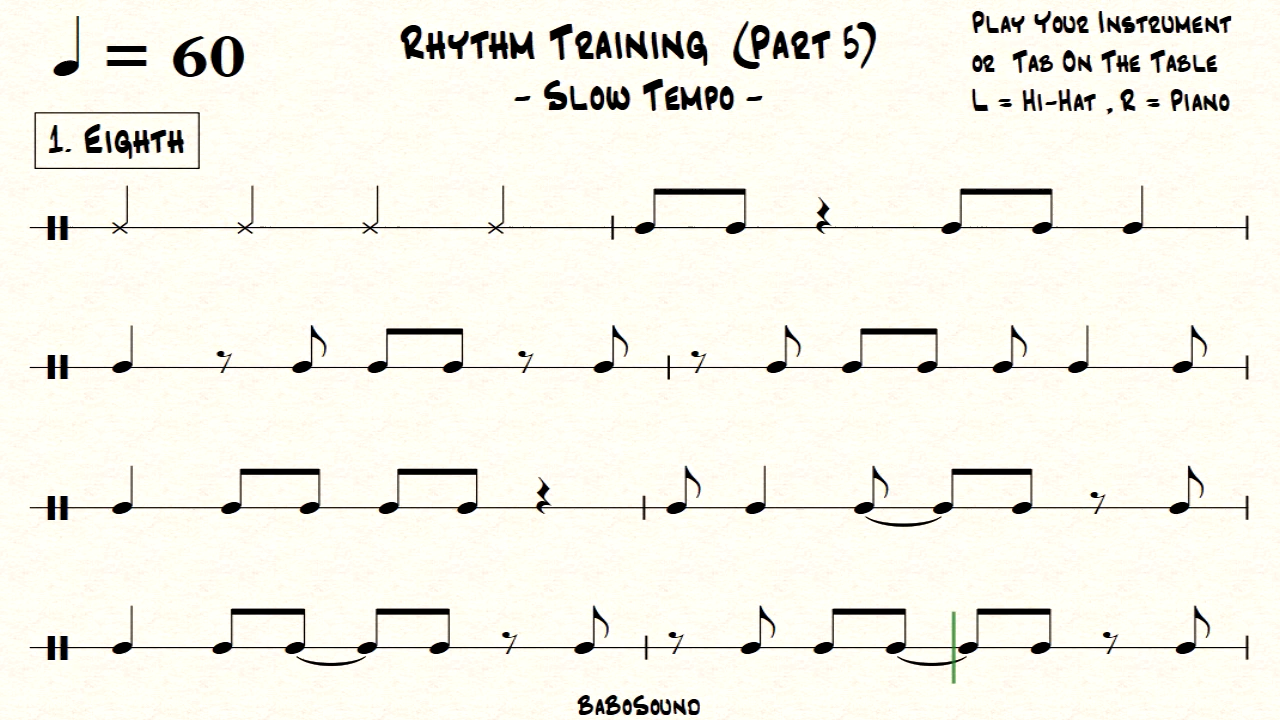 ♩ = 60
Rhythm Training (Part 5)
- Slow Tempo -
Play Your Instrument
or Tab On The Table
L = Hi-Hat , R = Piano
1. Eighth
BaBoSound